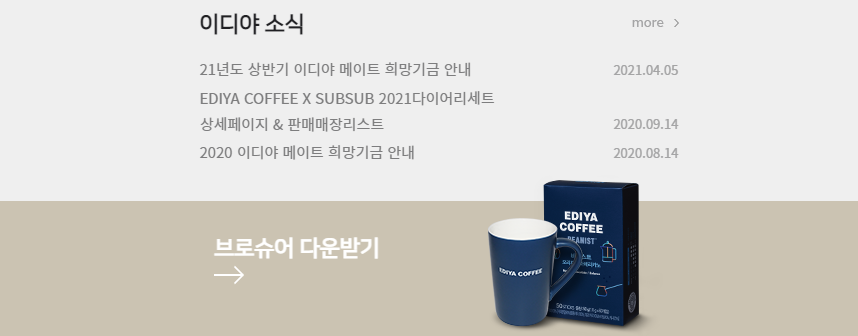 이디야 소식
more
21년도 상반기 이디야 메이트 희망기금 안내
2021.04.05
EDIYA COFFEE X SUBSUB 2021다이어리세트
상세페이지 & 판매매장리스트
2020.09.14
2020 이디야 메이트 희망기금 안내
2020.08.14
브로슈어 다운받기
EDIYA
COFFEE
BEANIST
EDIYA COFFEE